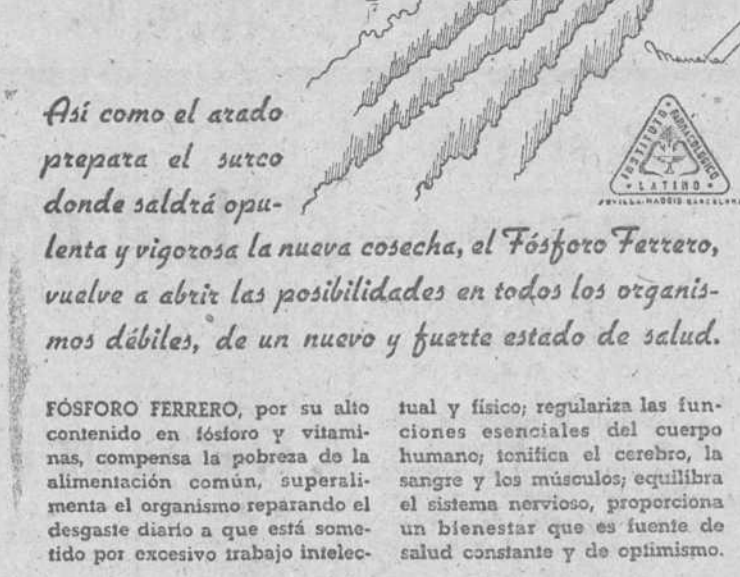 Así como el arado
prepara el surco
donde saldrá opu-
lenta y vigorosa la nueva cosecha, el Fósforo Ferrero,
vuelve a abrir las posibilidades en todos los organis-
mos débiles, de un nuevo y fuerte estado de salud.
INSTITUTO
FARMACOLÓGICO
LATINO
SEVILLA-MADRID-BARCELONA
FÓSFORO FERRERO, por su alto
contenido en fósforo y vitami-
nas, compensa la pobreza de la
alimentación común, superali-
menta el organismo reparando el
desgaste diario a que está some-
tido por excesivo trabajo intelec-
tual y físico; regulariza las fun-
ciones esenciales del cuerpo
humano; tonifica el cerebro, la
sangre y los músculos; equilibra
el sistema nervioso, proporciona
un bienestar que es fuente de
salud constante y de optimismo.